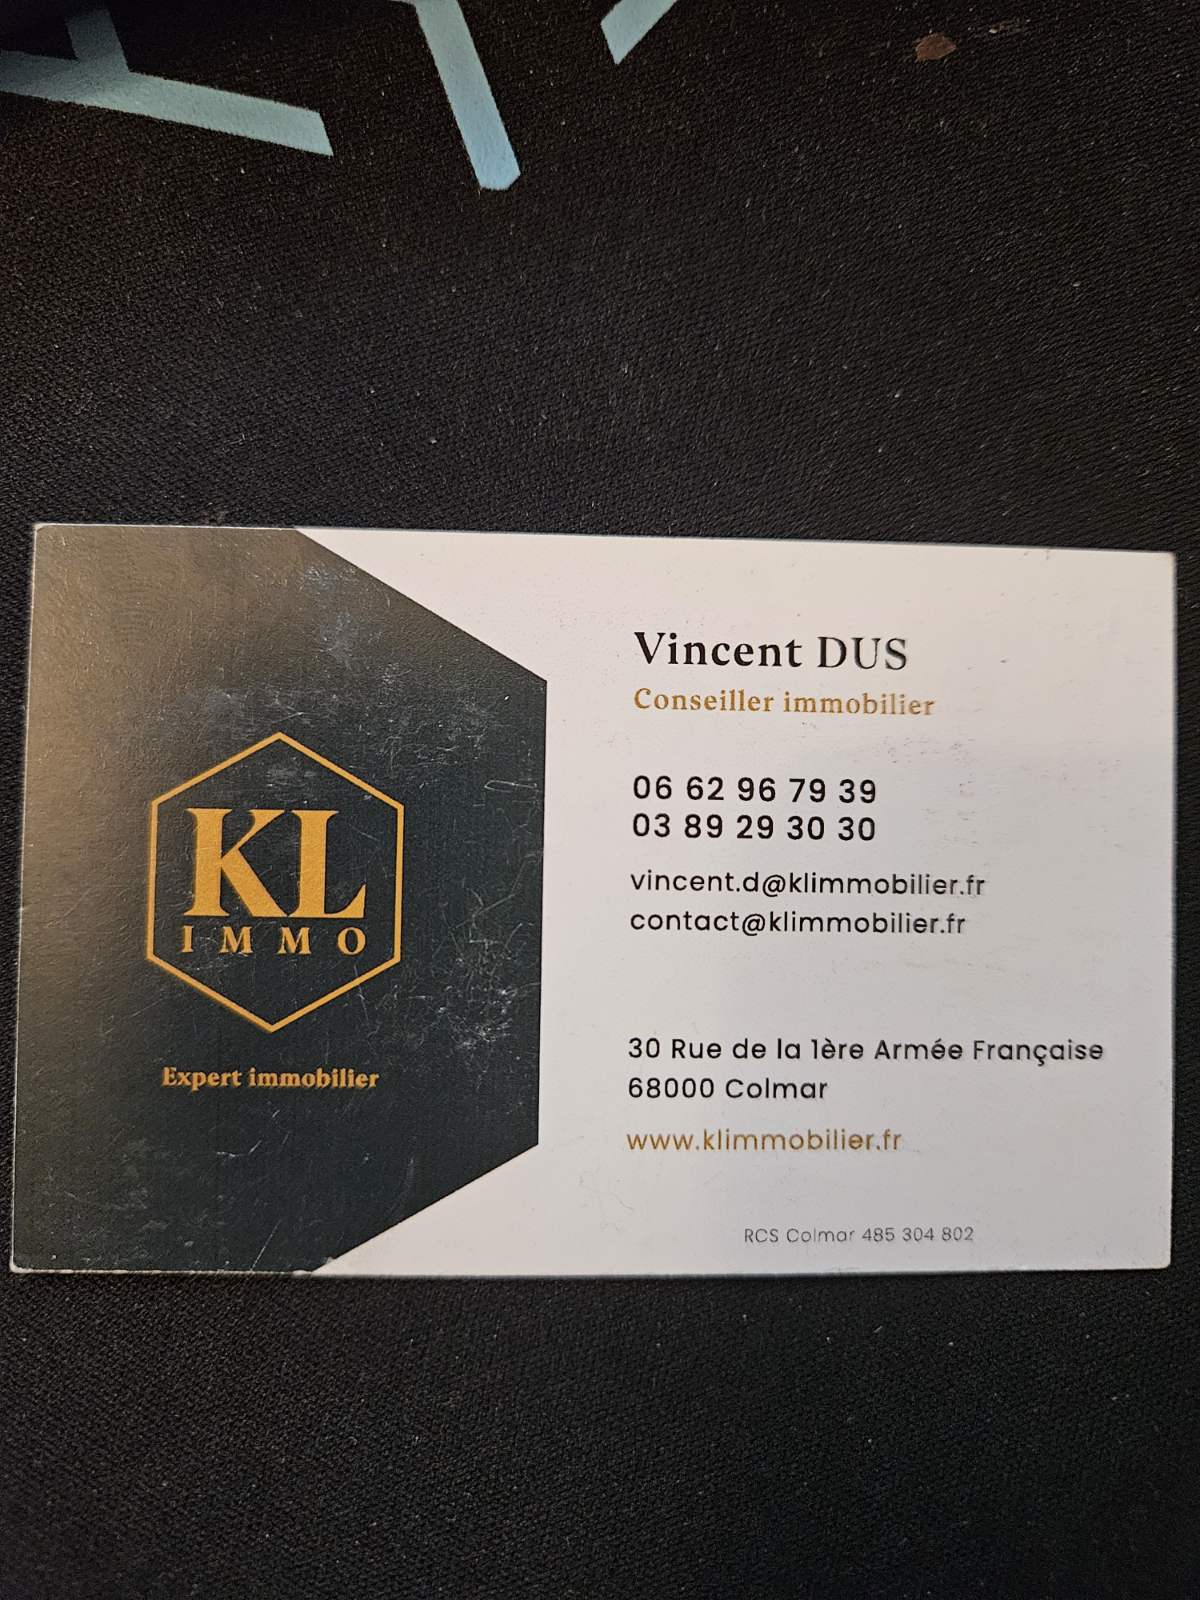 KL
IMMO
Expert immobilier
Vincent DUS
Conseiller immobilier
06 62 96 79 39
03 89 29 30 30
vincent.d@klimmobilier.fr
contact@klimmobilier.fr
30 Rue de la 1ère Armée Française
68000 Colmar
www.klimmobilier.fr
RCS Colmar 485 304 802